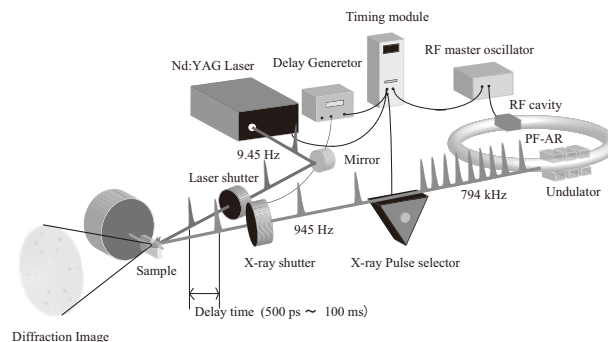 Timing module
Nd:YAG Laser
Delay Generetor
RF master oscillator
RF cavity
PF-AR
9.45 Hz
Mirror
Undulator
Laser shutter
794 kHz
945 Hz
Sample
X-ray shutter
X-ray Pulse selector
Delay time (500 ps ～ 100 ms)
Diffraction Image